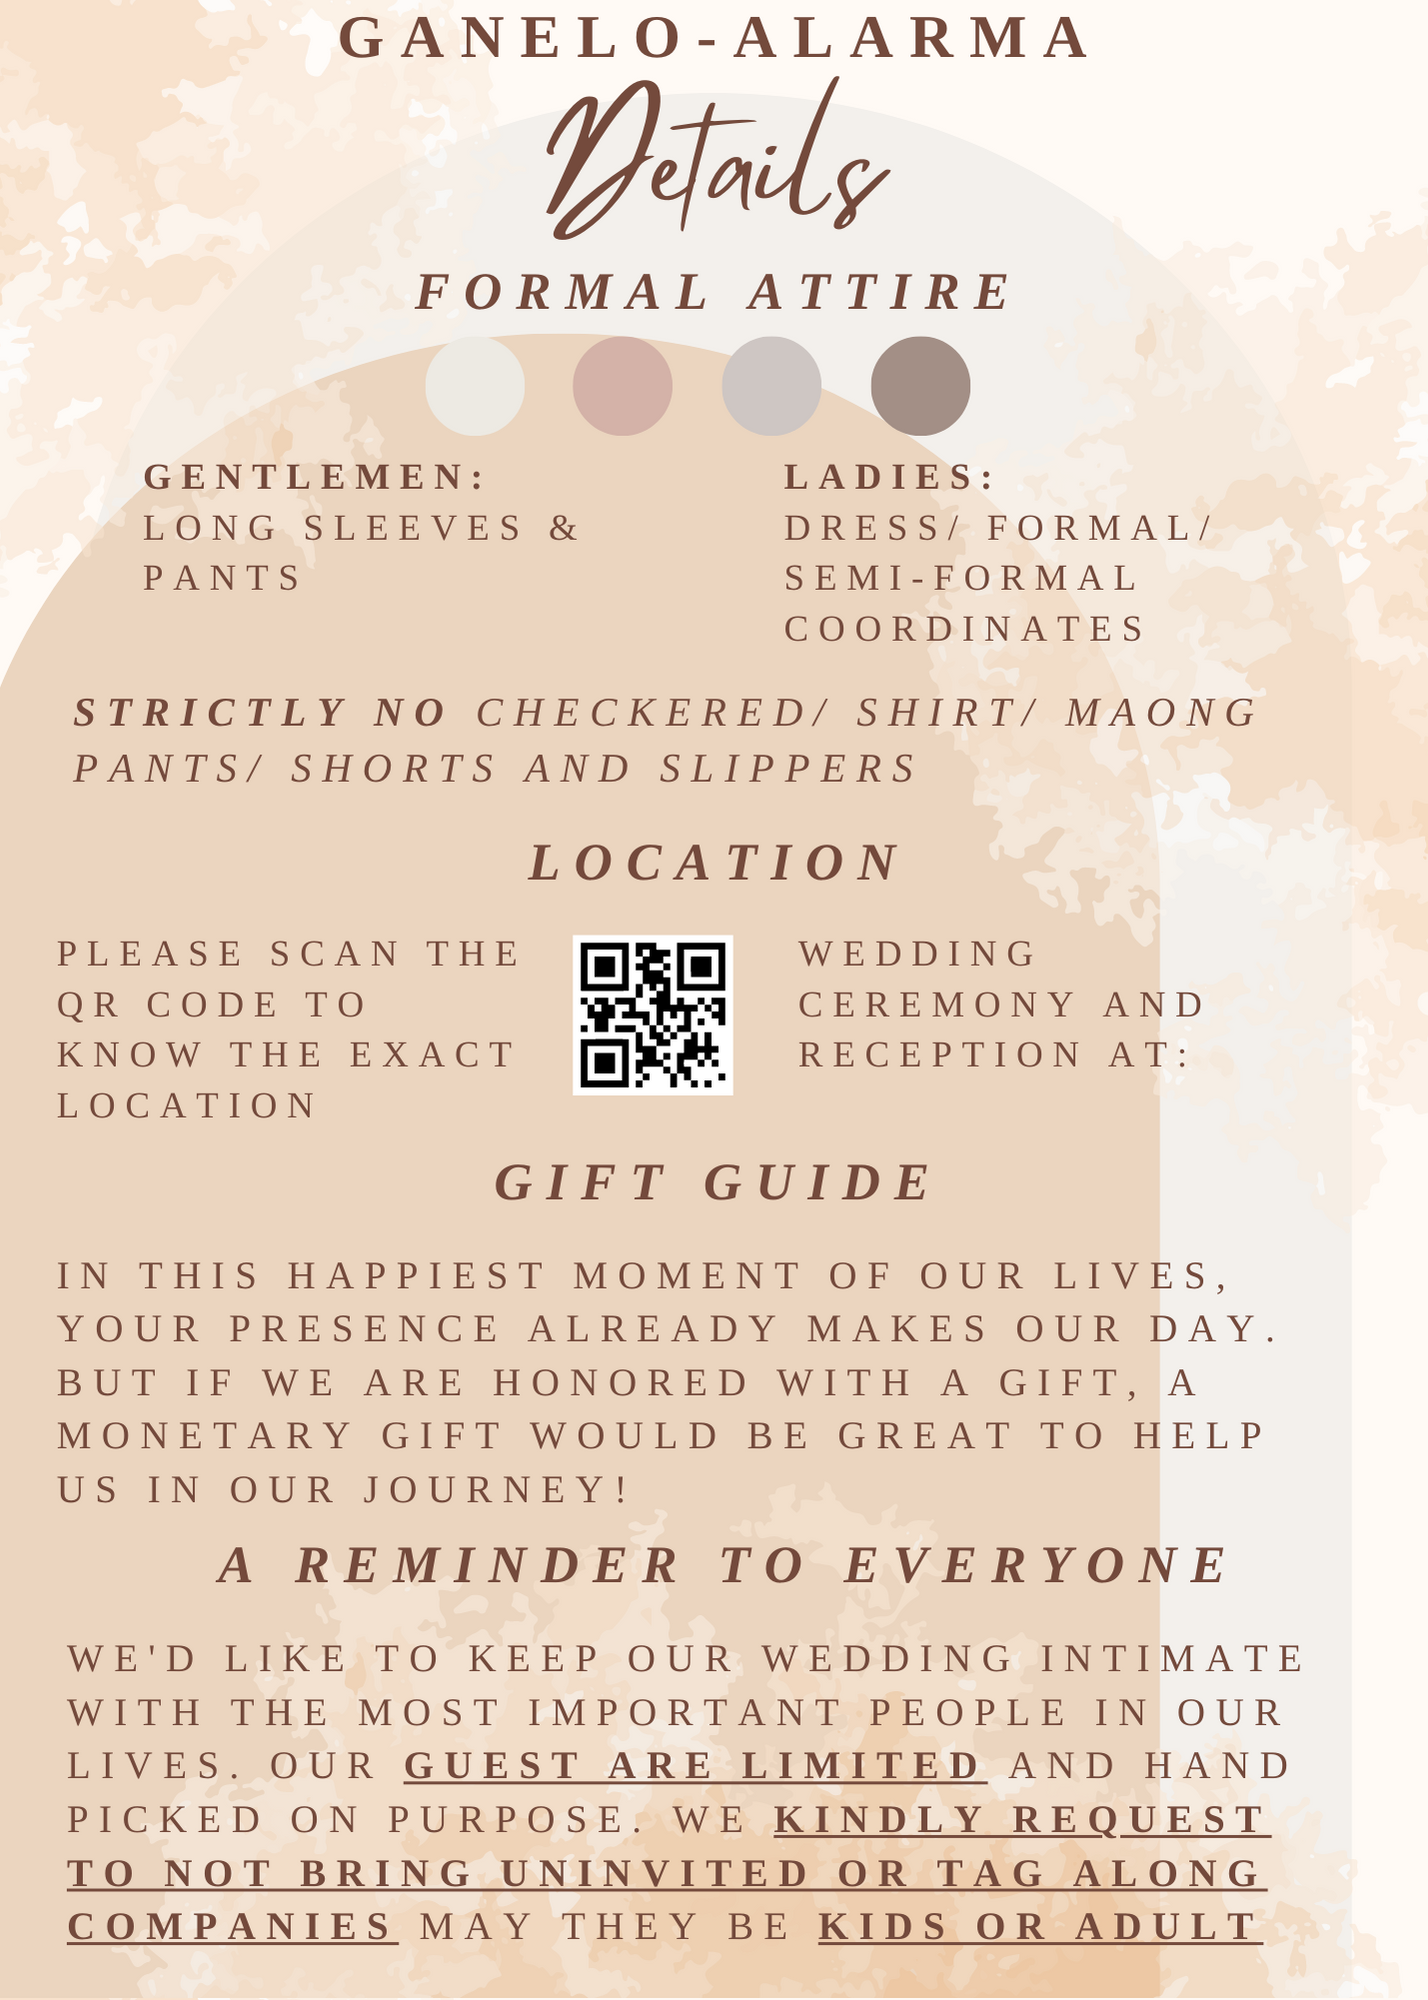 GANELO-ALARMA
Details
FORMAL ATTIRE
GENTLEMEN:
LONG SLEEVES &
PANTS
LADIES:
DRESS/ FORMAL/
SEMI-FORMAL
COORDINATES
STRICTLY NO CHECKERED/ SHIRT/ MAONG
PANTS/ SHORTS AND SLIPPERS
LOCATION
PLEASE SCAN THE
QR CODE TO
KNOW THE EXACT
LOCATION
WEDDING
CEREMONY AND
RECEPTION AT:
GIFT GUIDE
IN THIS HAPPIEST MOMENT OF OUR LIVES,
YOUR PRESENCE ALREADY MAKES OUR DAY.
BUT IF WE ARE HONORED WITH A GIFT, A
MONETARY GIFT WOULD BE GREAT TO HELP
US IN OUR JOURNEY!
A REMINDER TO EVERYONE
WE'D LIKE TO KEEP OUR WEDDING INTIMATE
WITH THE MOST IMPORTANT PEOPLE IN OUR
LIVES. OUR GUEST ARE LIMITED AND HAND
PICKED ON PURPOSE. WE KINDLY REQUEST
TO NOT BRING UNINVITED OR TAG ALONG
COMPANIES MAY THEY BE KIDS OR ADULT